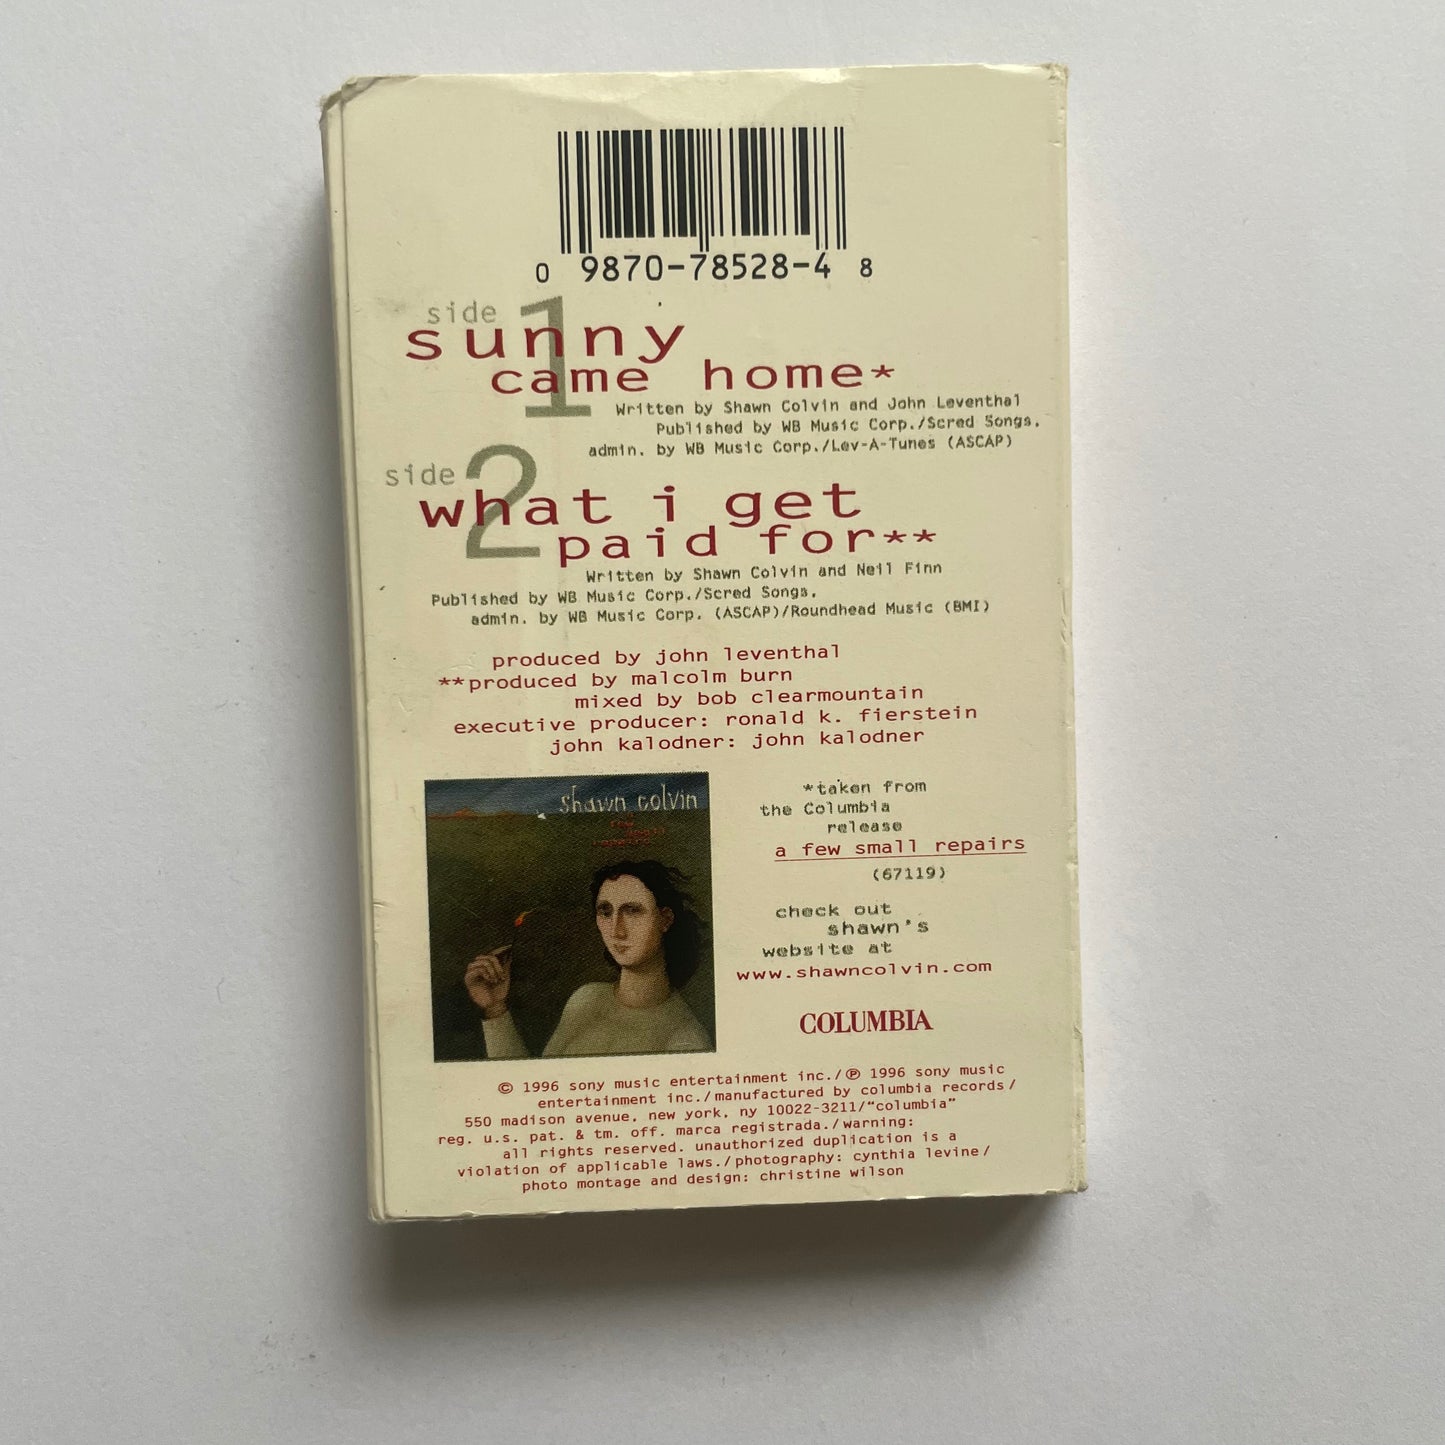 0 9870-78528-4 8
side 1
sunny
came home*
Written by Shawn Colvin and John Leventhal
Published by WB Music Corp./Scred Songs,
admin. by WB Music Corp./Lev-A-Tunes (ASCAP)
side 2
what i get
paid for**
Written by Shawn Colvin and Neil Finn
Published by WB Music Corp./Scred Songs,
admin. by WB Music Corp. (ASCAP)/Roundhead Music (BMI)
produced by john leventhal
**produced by malcolm burn
mixed by bob clearmountain
executive producer: ronald k. fierstein
john kalodner: john kalodner
shawn colvin
few
small
repairs
*taken from
the Columbia
release
a few small repairs
(67119)
check out
shawn's
website at
www.shawncolvin.com
COLUMBIA
© 1996 sony music entertainment inc./℗ 1996 sony music
entertainment inc./manufactured by columbia records/
550 madison avenue, new york, ny 10022-3211/“columbia”
reg. u.s. pat. & tm. off. marca registrada./warning:
all rights reserved. unauthorized duplication is a
violation of applicable laws./photography: cynthia levine/
photo montage and design: christine wilson